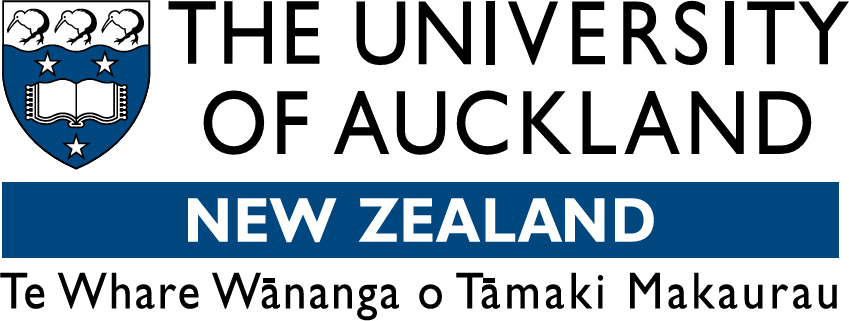 THE UNIVERSITY
OF AUCKLAND
NEW ZEALAND
Te Whare Wānanga o Tāmaki Makaurau